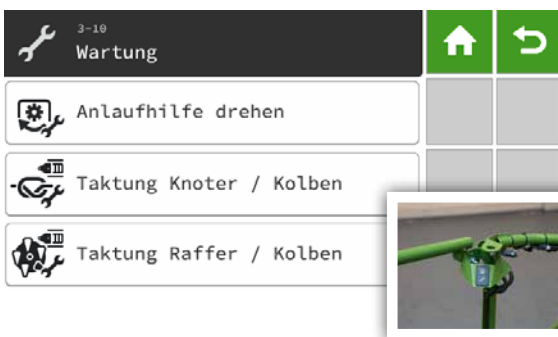 3-10
Wartung
Anlaufhilfe drehen
Taktung Knoter / Kolben
Taktung Raffer / Kolben